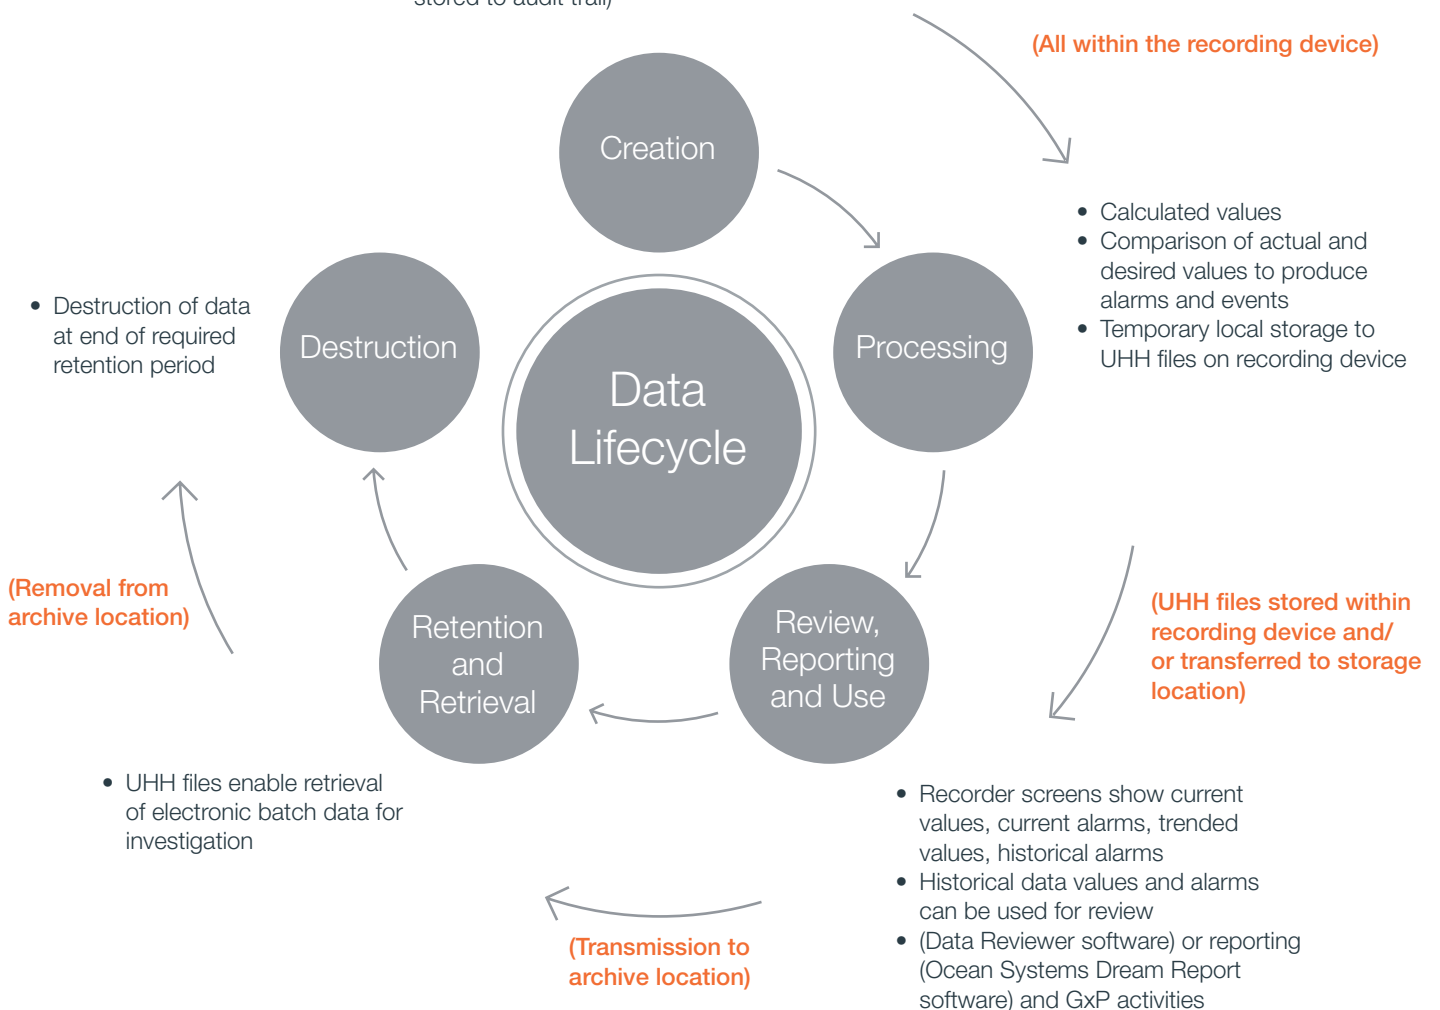 stored to audit trail)
(All within the recording device)
Creation
• Calculated values
• Comparison of actual and
desired values to produce
alarms and events
• Temporary local storage to
UHH files on recording device
Processing
Data
Lifecycle
Destruction
• Destruction of data
at end of required
retention period
(UHH files stored within
recording device and/
or transferred to storage
location)
Review,
Reporting
and Use
• Recorder screens show current
values, current alarms, trended
values, historical alarms
• Historical data values and alarms
can be used for review
• (Data Reviewer software) or reporting
(Ocean Systems Dream Report
software) and GxP activities
(Transmission to
archive location)
Retention
and
Retrieval
• UHH files enable retrieval
of electronic batch data for
investigation
(Removal from
archive location)